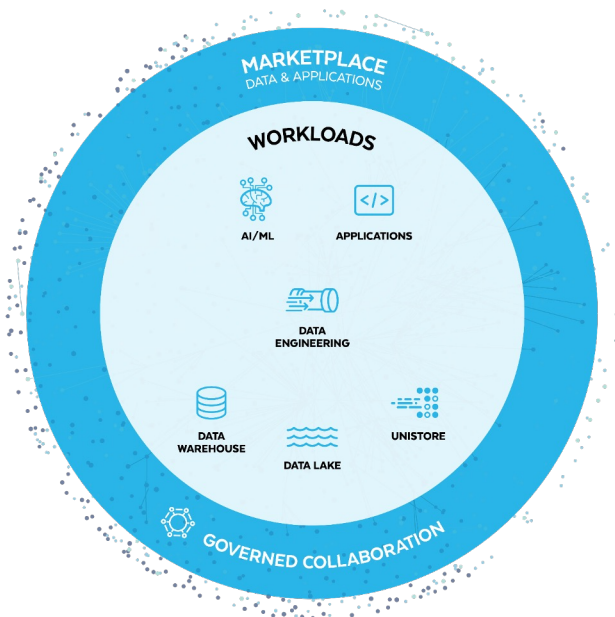 MARKETPLACE
DATA & APPLICATIONS
WORKLOADS
</>
AI/ML
APPLICATIONS
DATA
ENGINEERING
DATA
WAREHOUSE
DATA LAKE
UNISTORE
GOVERNED COLLABORATION